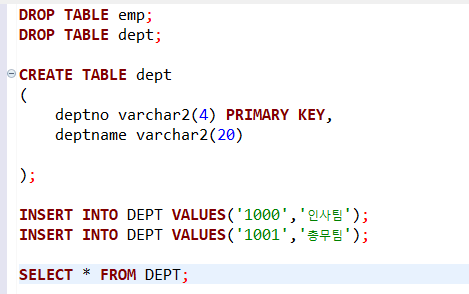 DROP TABLE emp;
DROP TABLE dept;
CREATE TABLE dept
(
deptno varchar2(4) PRIMARY KEY,
deptname varchar2(20)
);
INSERT INTO DEPT VALUES('1000','인사팀');
INSERT INTO DEPT VALUES('1001','총무팀');
SELECT * FROM DEPT;